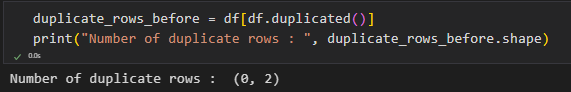 duplicate_rows_before = df[df.duplicated()]
print("Number of duplicate rows : ", duplicate_rows_before.shape)
0.0s
Number of duplicate rows :  (0, 2)